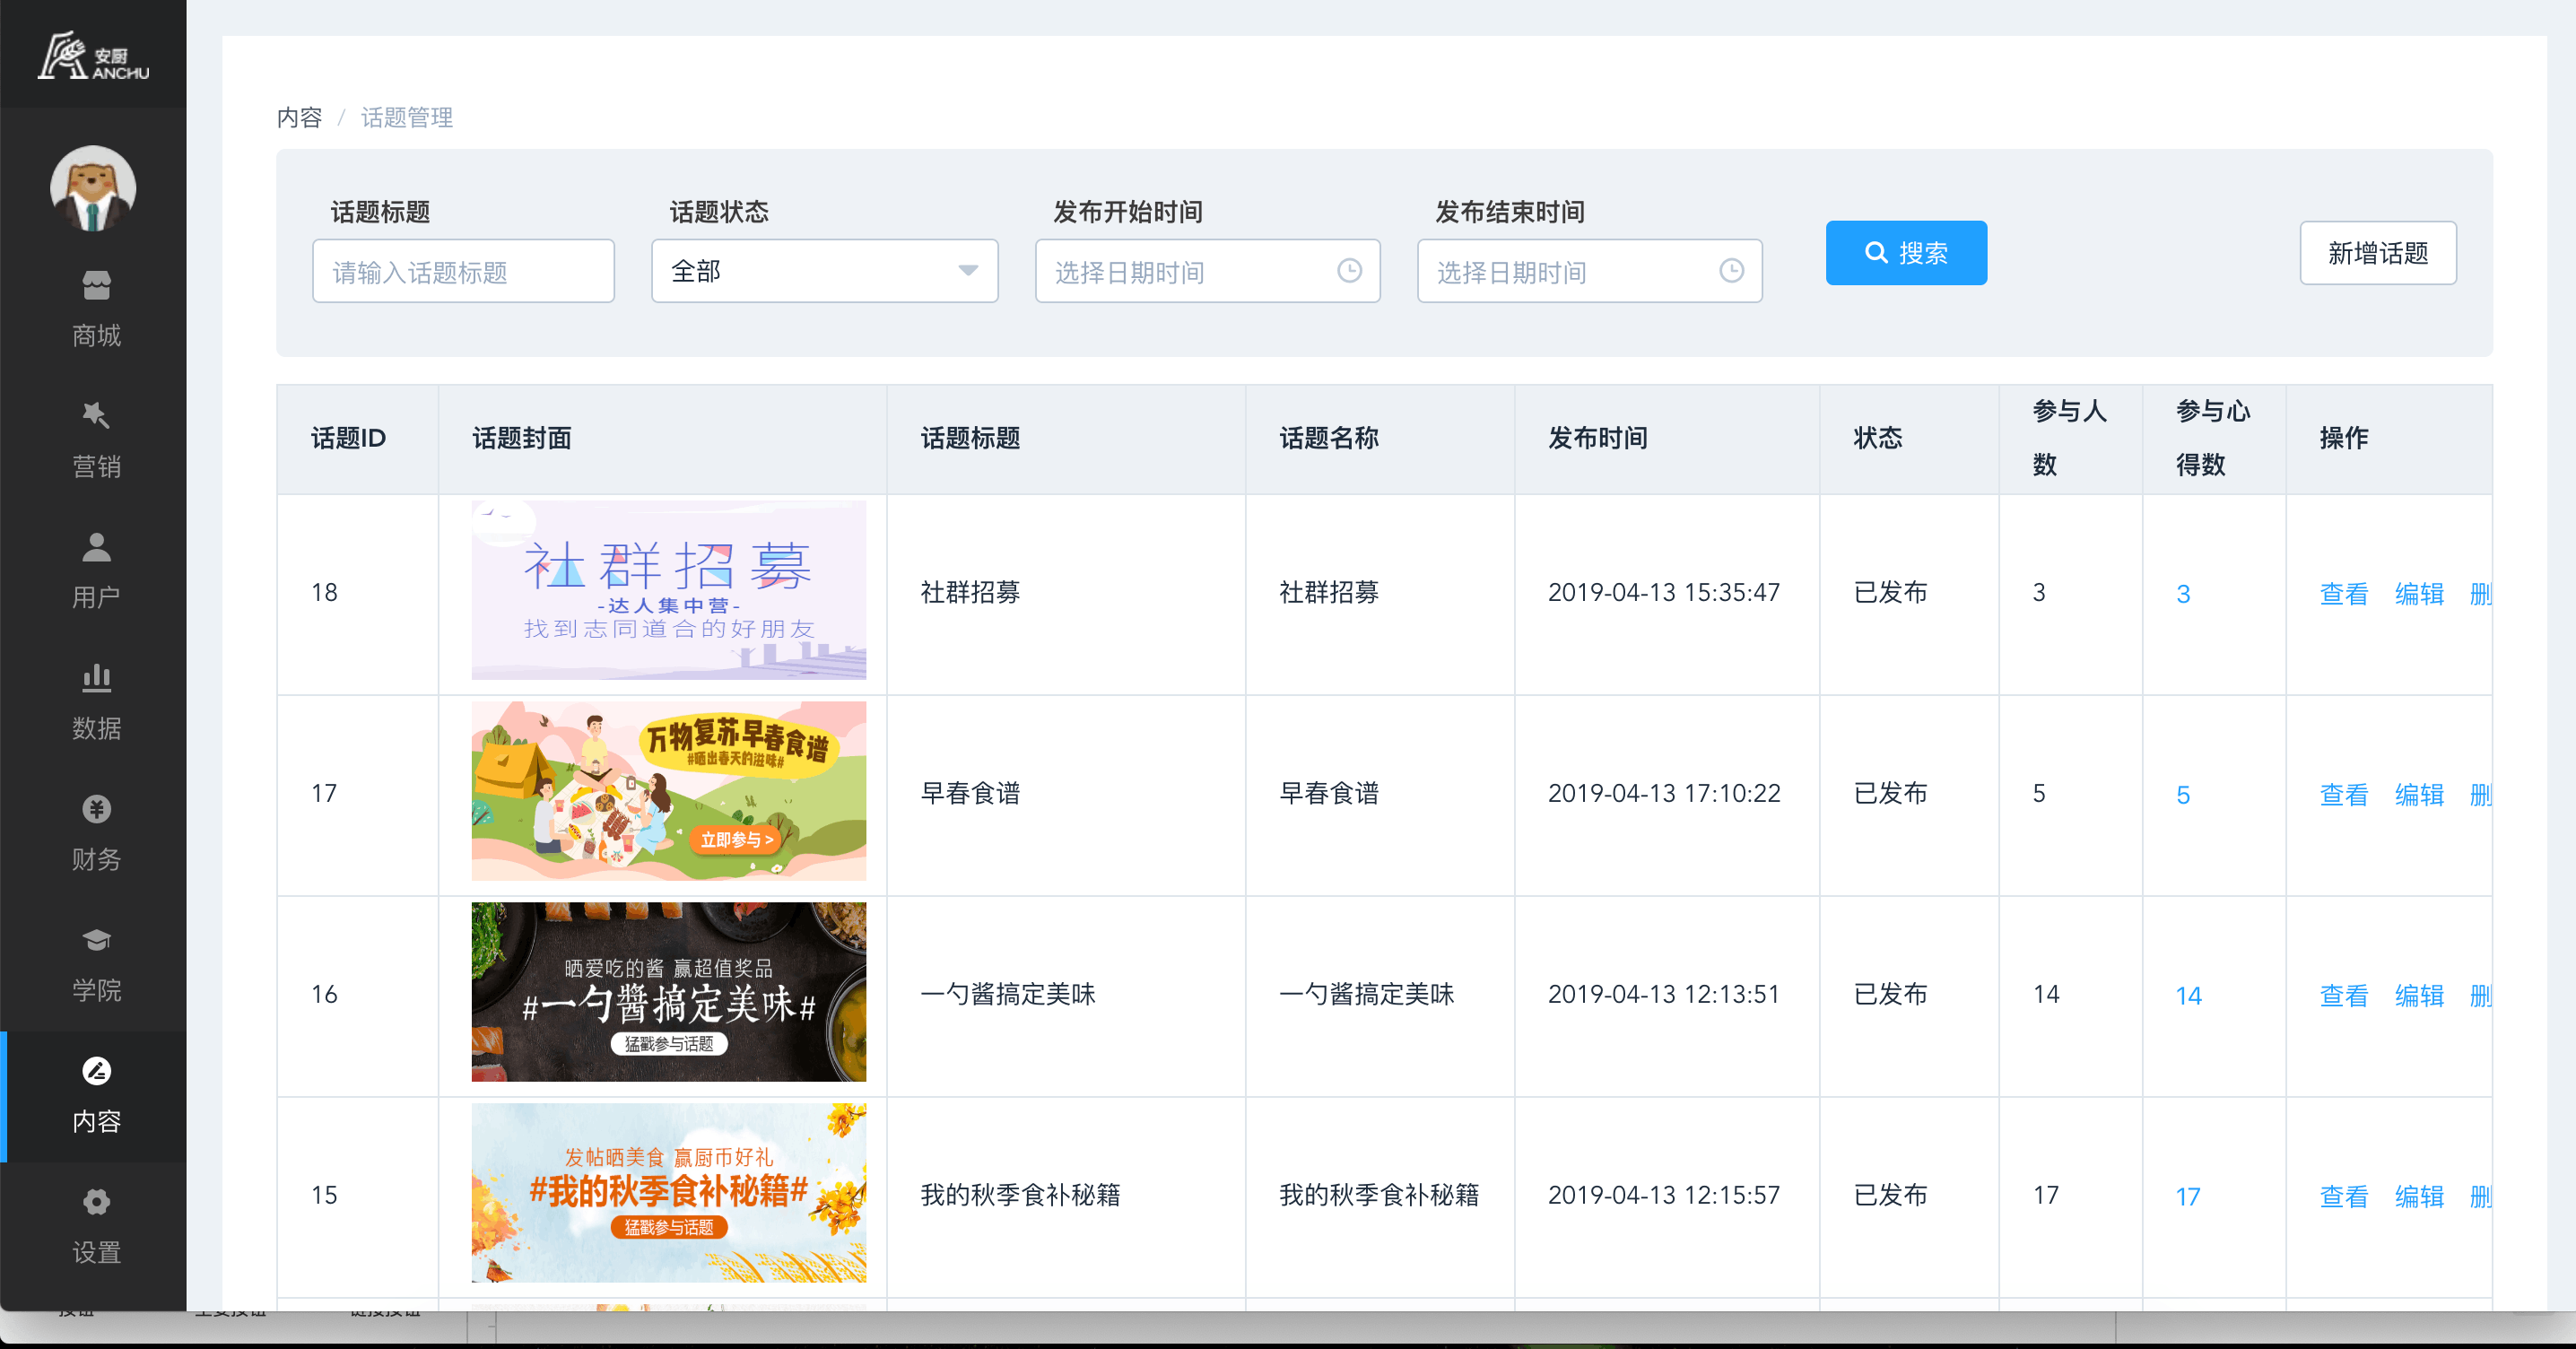 安厨
ANCHU
商城
营销
用户
数据
财务
学院
内容
设置
内容 / 话题管理
话题标题
话题状态
发布开始时间
发布结束时间
请输入话题标题
全部
选择日期时间
选择日期时间
搜索
新增话题
话题ID 话题封面 话题标题 话题名称 发布时间 状态 参与人数 参与心得数 操作
社群招募
-达人集中营-
找到志同道合的好朋友
18 社群招募 社群招募 2019-04-13 15:35:47 已发布 3 3 查看 编辑 删
万物复苏早春食谱
#晒出春天的滋味#
立即参与>
17 早春食谱 早春食谱 2019-04-13 17:10:22 已发布 5 5 查看 编辑 删
晒爱吃的酱 赢超值奖品
#一勺醬搞定美味#
猛戳参与话题
16 一勺酱搞定美味 一勺酱搞定美味 2019-04-13 12:13:51 已发布 14 14 查看 编辑 删
发帖晒美食 赢厨币好礼
#我的秋季食补秘籍#
猛戳参与话题
15 我的秋季食补秘籍 我的秋季食补秘籍 2019-04-13 12:15:57 已发布 17 17 查看 编辑 删